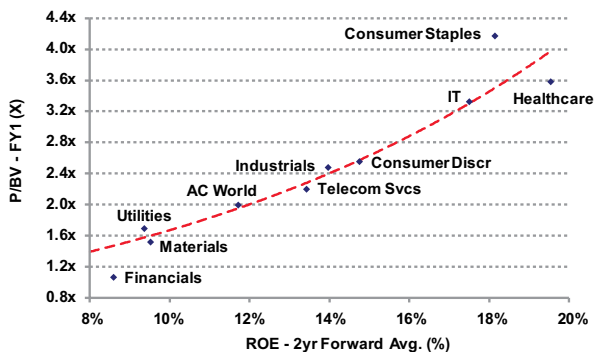 4.4x
4.0x
3.6x
3.2x
2.8x
2.4x
2.0x
1.6x
1.2x
0.8x
P/BV - FY1 (X)
Consumer Staples
IT
Healthcare
Industrials
Consumer Discr
AC World
Telecom Svcs
Utilities
Materials
Financials
8% 10% 12% 14% 16% 18% 20%
ROE - 2yr Forward Avg. (%)